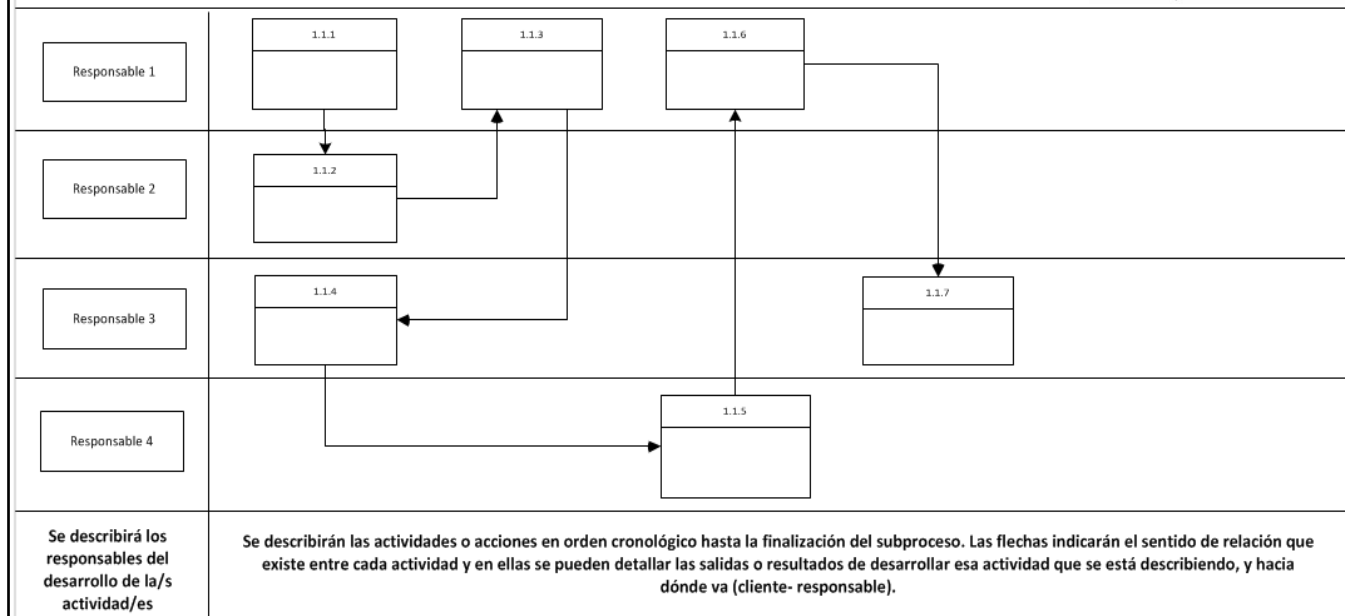 1.1.1
1.1.3
1.1.6
Responsable 1
1.1.2
Responsable 2
1.1.4
1.1.7
Responsable 3
1.1.5
Responsable 4
Se describirá los
responsables del
desarrollo de la/s
actividad/es
Se describirán las actividades o acciones en orden cronológico hasta la finalización del subproceso. Las flechas indicarán el sentido de relación que
existe entre cada actividad y en ellas se pueden detallar las salidas o resultados de desarrollar esa actividad que se está describiendo, y hacia
dónde va (cliente- responsable).